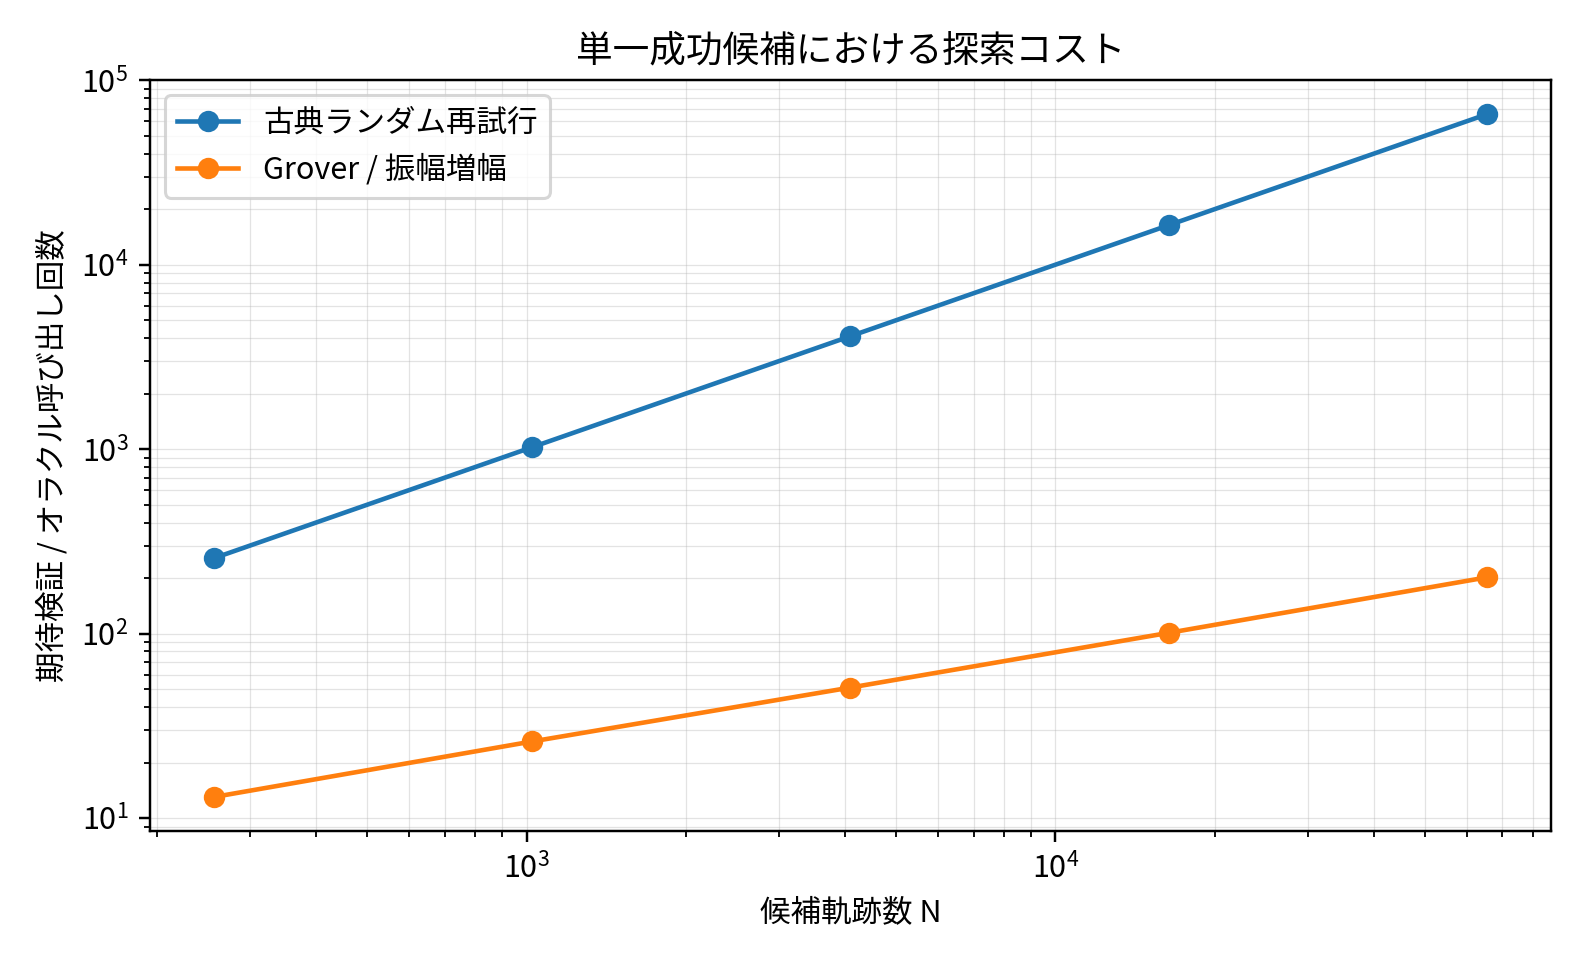 単一成功候補における探索コスト
10⁵
10⁴
10³
10²
10¹
期待検証 / オラクル呼び出し回数
古典ランダム再試行
Grover / 振幅増幅
10³
10⁴
候補軌跡数 N